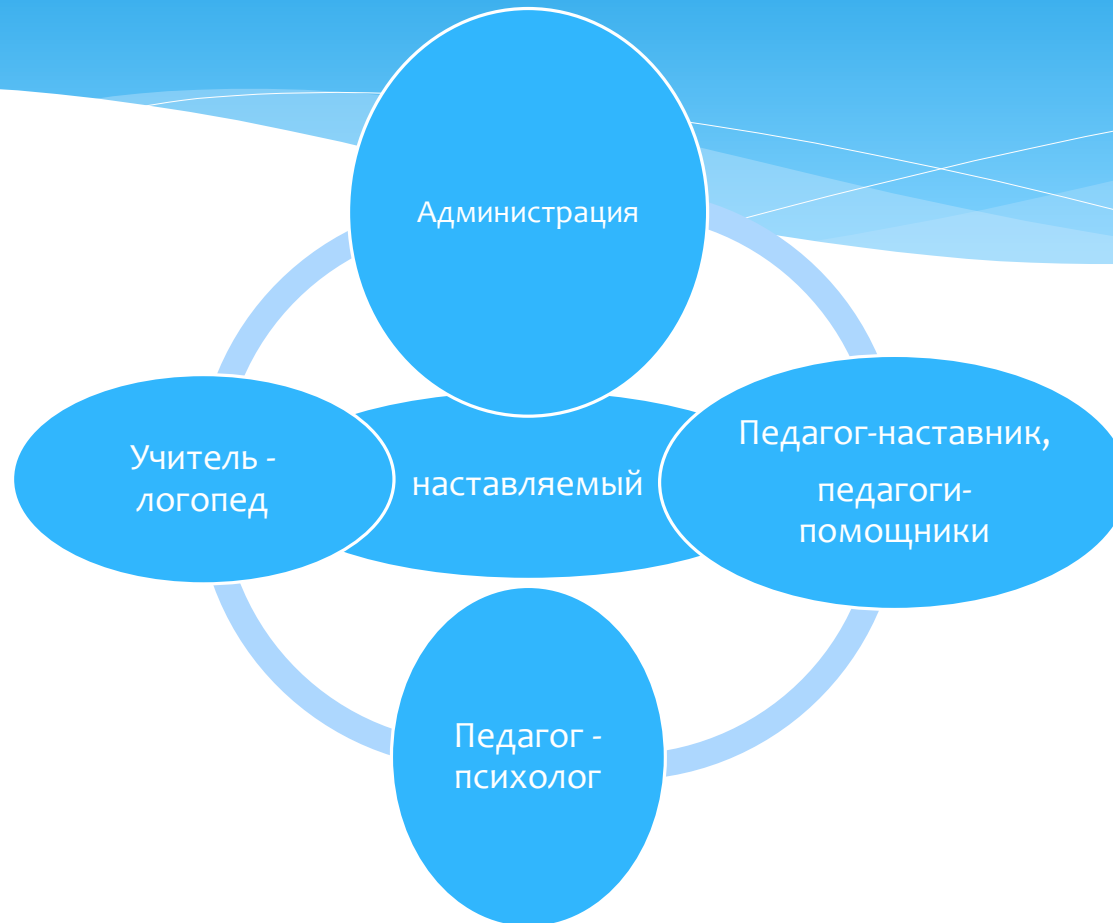 Администрация
Учитель -
логопед
наставляемый
Педагог-наставник,
педагоги-
помощники
Педагог -
психолог